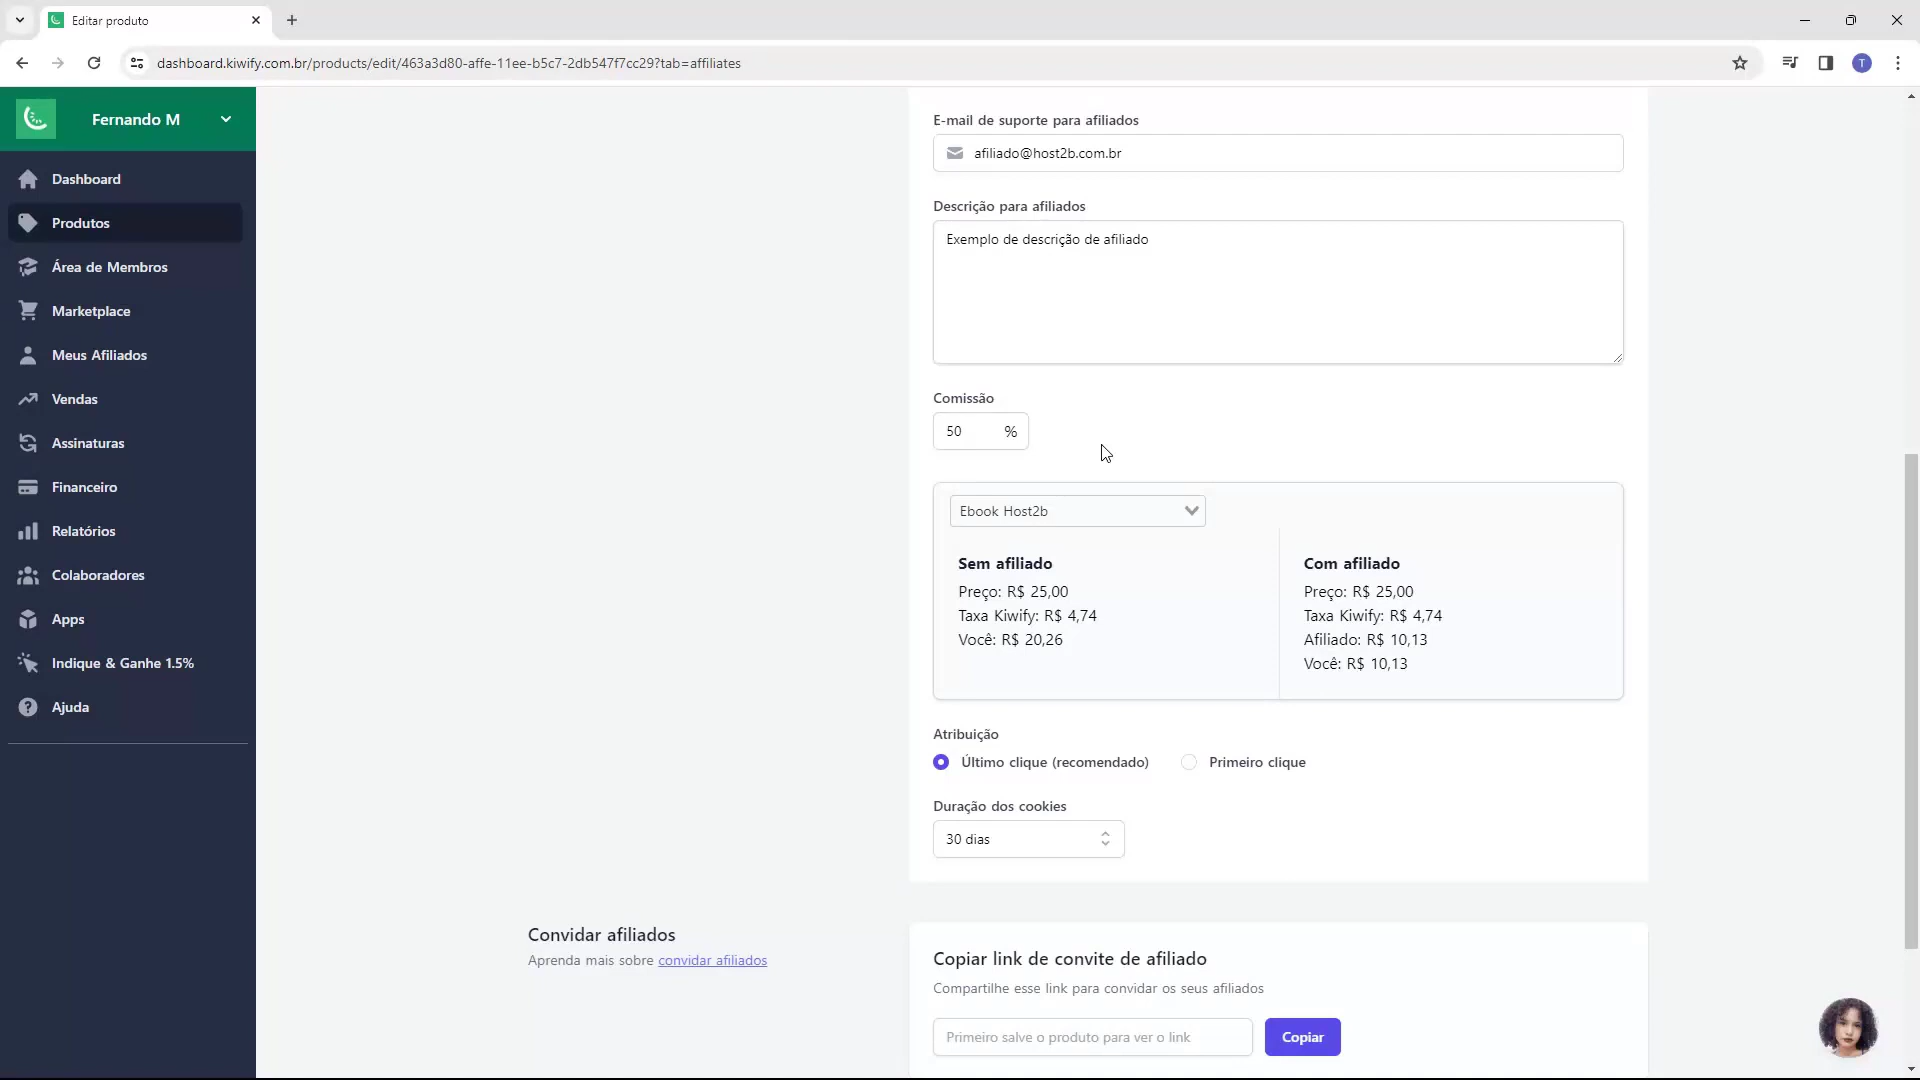 Editar produto
dashboard.kiwify.com.br/products/edit/463a3d80-affe-11ee-b5c7-2db547f7cc29?tab=affiliates
T
Fernando M
Dashboard
Produtos
Área de Membros
Marketplace
Meus Afiliados
Vendas
Assinaturas
Financeiro
Relatórios
Colaboradores
Apps
Indique & Ganhe 1.5%
Ajuda
E-mail de suporte para afiliados
afiliado@host2b.com.br
Descrição para afiliados
Exemplo de descrição de afiliado
Comissão
50 %
Ebook Host2b
Sem afiliado
Preço: R$ 25,00
Taxa Kiwify: R$ 4,74
Você: R$ 20,26
Com afiliado
Preço: R$ 25,00
Taxa Kiwify: R$ 4,74
Afiliado: R$ 10,13
Você: R$ 10,13
Atribuição
Último clique (recomendado)
Primeiro clique
Duração dos cookies
30 dias
Convidar afiliados
Aprenda mais sobre convidar afiliados
Copiar link de convite de afiliado
Compartilhe esse link para convidar os seus afiliados
Primeiro salve o produto para ver o link
Copiar